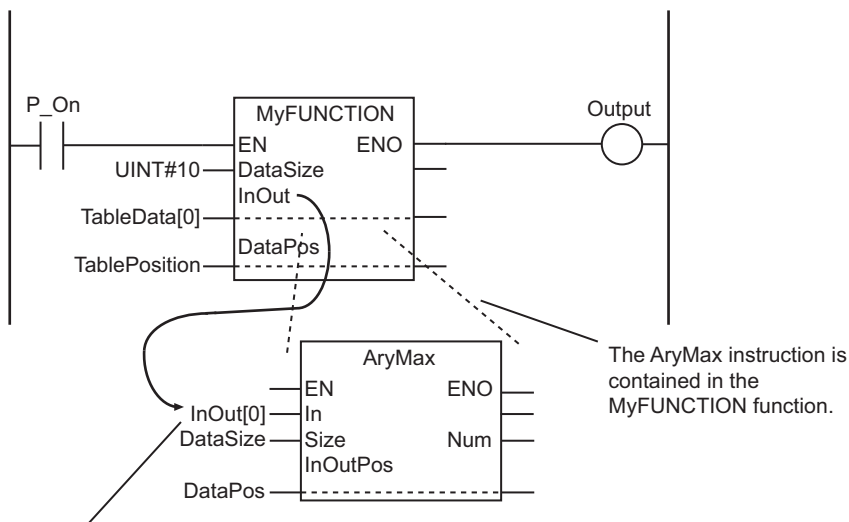 P_On
MyFUNCTION
Output
EN ENO
UINT#10 DataSize
InOut
TableData[0]
DataPos
TablePosition
AryMax
The AryMax instruction is
contained in the
MyFUNCTION function.
EN ENO
InOut[0] In
DataSize Size Num
InOutPos
DataPos